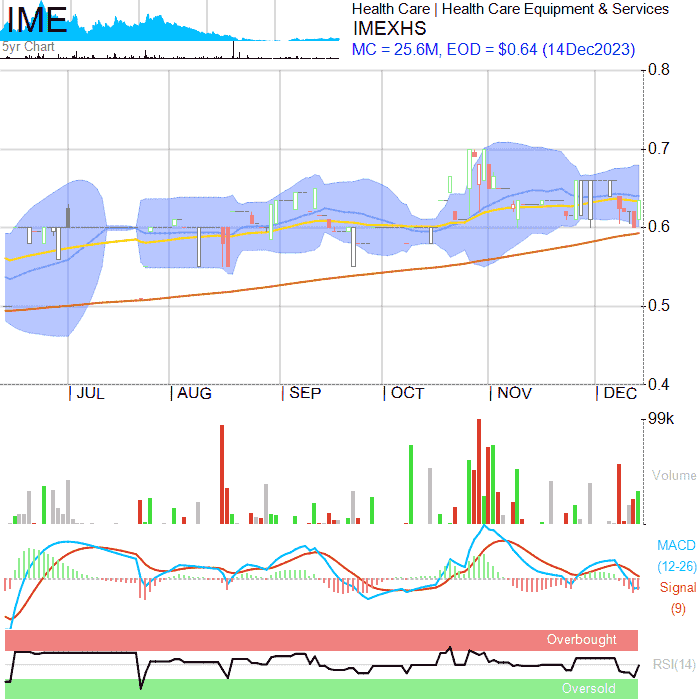 IME
5yr Chart
Health Care | Health Care Equipment & Services
IMEXHS
MC = 25.6M, EOD = $0.64 (14Dec2023)
0.8
0.7
0.6
0.5
0.4
JUL AUG SEP OCT NOV DEC
99k
Volume
MACD
(12-26)
Signal
(9)
Overbought
RSI(14)
Oversold